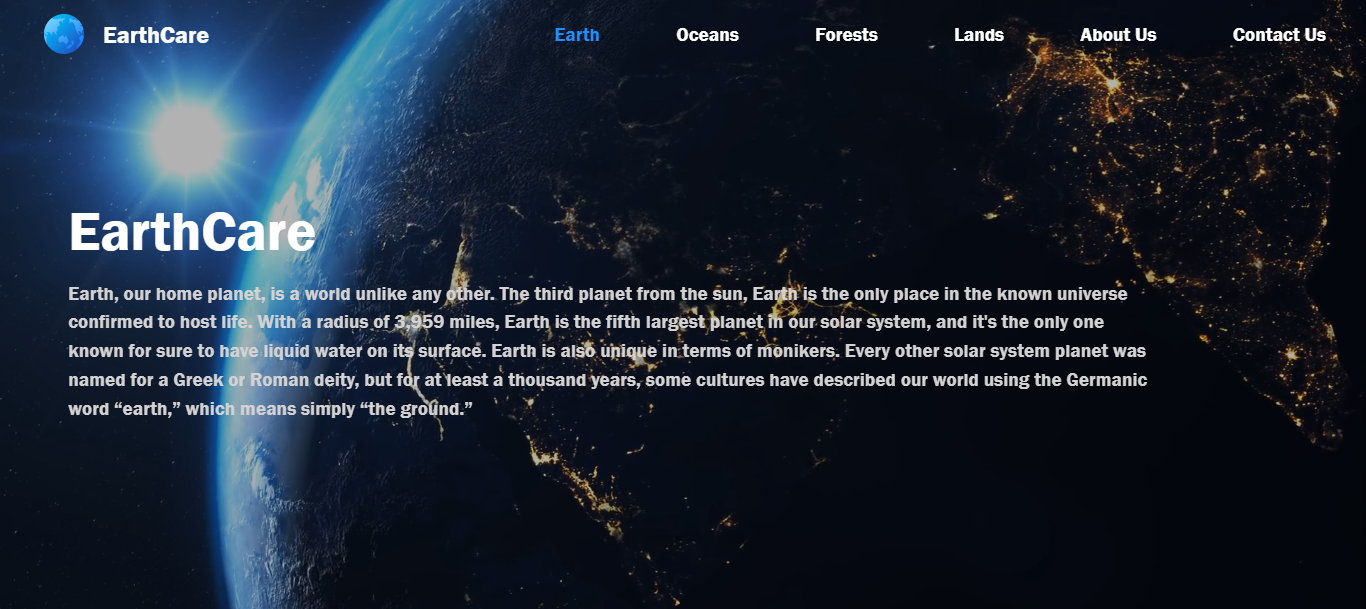 EarthCare
Earth
Oceans
Forests
Lands
About Us
Contact Us
EarthCare
Earth, our home planet, is a world unlike any other. The third planet from the sun, Earth is the only place in the known universe
confirmed to host life. With a radius of 3,959 miles, Earth is the fifth largest planet in our solar system, and it's the only one
known for sure to have liquid water on its surface. Earth is also unique in terms of monikers. Every other solar system planet was
named for a Greek or Roman deity, but for at least a thousand years, some cultures have described our world using the Germanic
word “earth,” which means simply “the ground.”